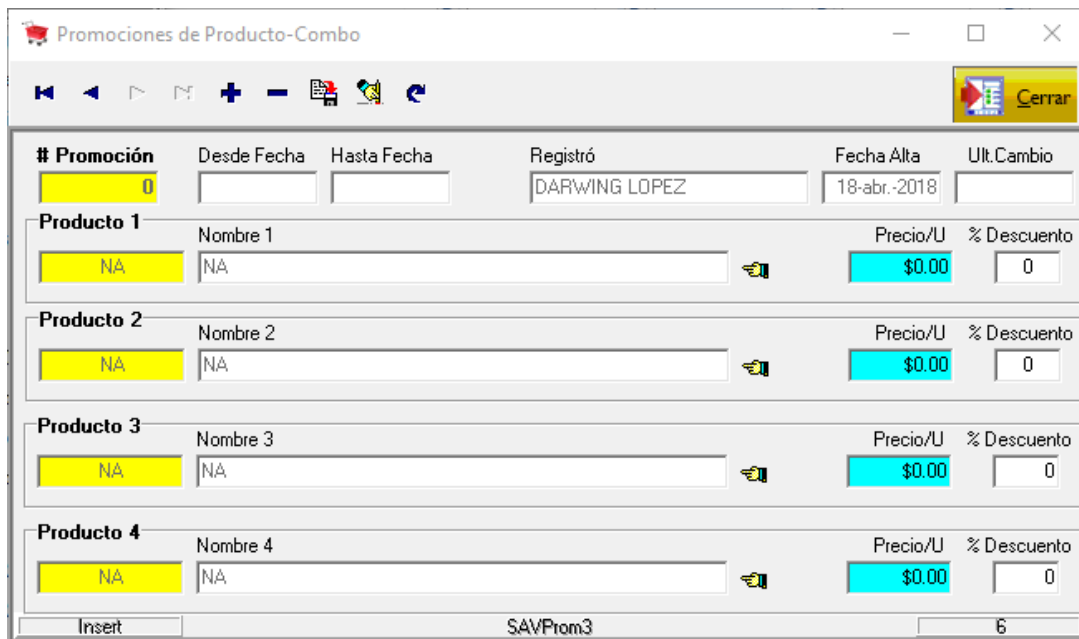 Promociones de Producto-Combo
Cerrar
# Promoción Desde Fecha Hasta Fecha Registró Fecha Alta Ult.Cambio
0 DARWING LOPEZ 18-abr.-2018
Producto 1
Nombre 1 Precio/U % Descuento
NA NA $0.00 0
Producto 2
Nombre 2 Precio/U % Descuento
NA NA $0.00 0
Producto 3
Nombre 3 Precio/U % Descuento
NA NA $0.00 0
Producto 4
Nombre 4 Precio/U % Descuento
NA NA $0.00 0
Insert SAVProm3 6